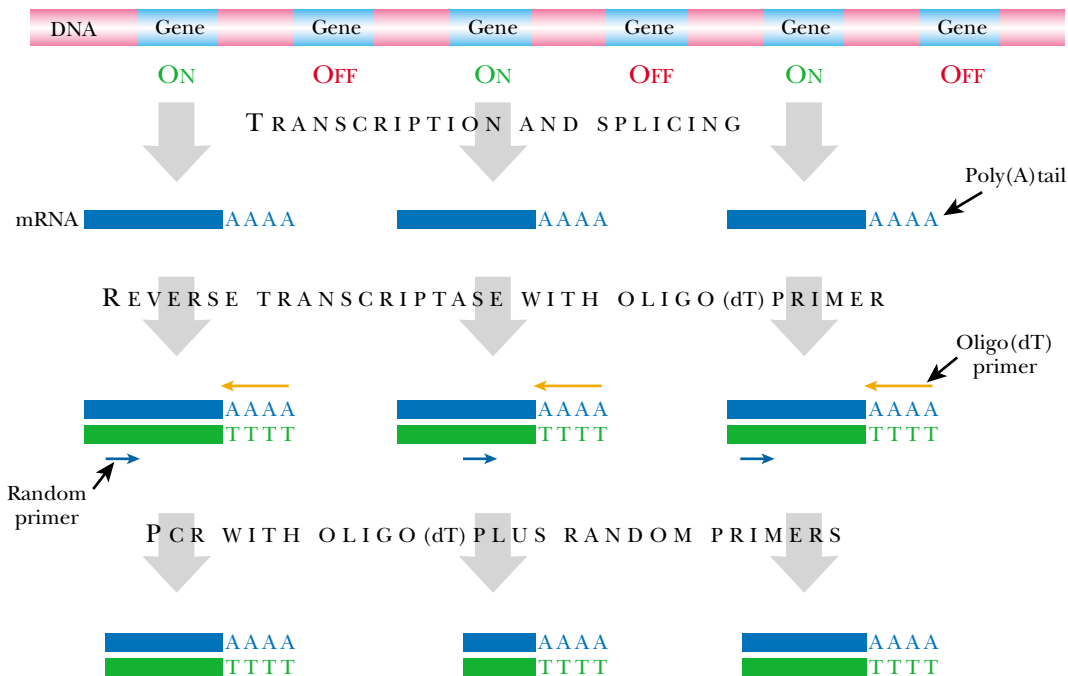 DNA Gene Gene Gene Gene Gene Gene
ON OFF ON OFF ON OFF
TRANSCRIPTION AND SPLICING
Poly(A) tail
mRNA AAAA AAAA AAAA
REVERSE TRANSCRIPTASE WITH OLIGO (dT) PRIMER
Oligo(dT)
primer
AAAA AAAA AAAA
TTTT TTTT TTTT
Random
primer
PCR WITH OLIGO (dT) PLUS RANDOM PRIMERS
AAAA AAAA AAAA
TTTT TTTT TTTT